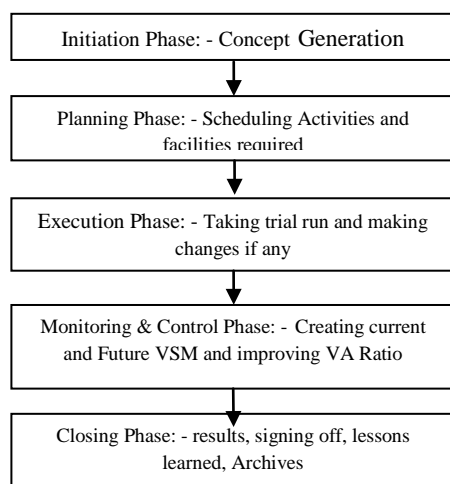 Initiation Phase: - Concept Generation
Planning Phase: - Scheduling Activities and
facilities required
Execution Phase: - Taking trial run and making
changes if any
Monitoring & Control Phase: - Creating current
and Future VSM and improving VA Ratio
Closing Phase: - results, signing off, lessons
learned, Archives